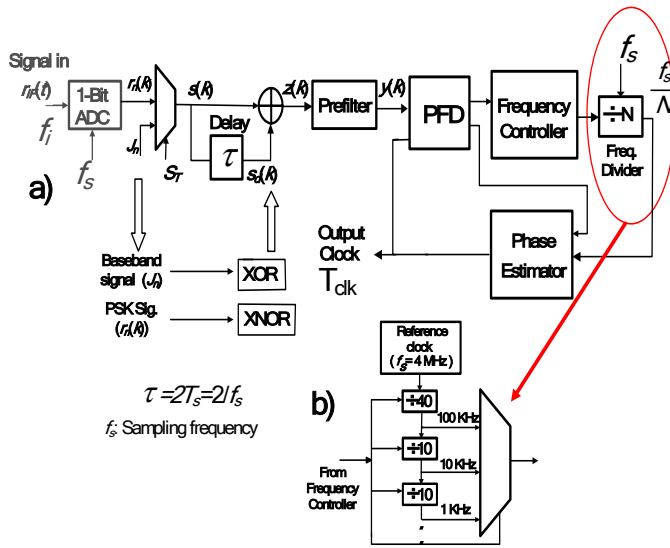 Signal in
r_IF(t)
f_i
1-Bit
ADC
f_s
r_n(k)
J_n
S_T
s(k)
Delay
τ
s_d(k)
z(k)
Prefilter
y(k)
PFD
Frequency
Controller
f_s
÷N
Freq.
Divider
f_s
N
a)
Output
Clock
T_clk
Phase
Estimator
Baseband
signal (J_n)
XOR
PSK Sig.
(r_n(k))
XNOR
τ=2T_s=2/f_s
f_s: Sampling frequency
b)
Reference
clock
(f_s=4 MHz)
÷40
100 KHz
÷10
10 KHz
÷10
1 KHz
From
Frequency
Controller